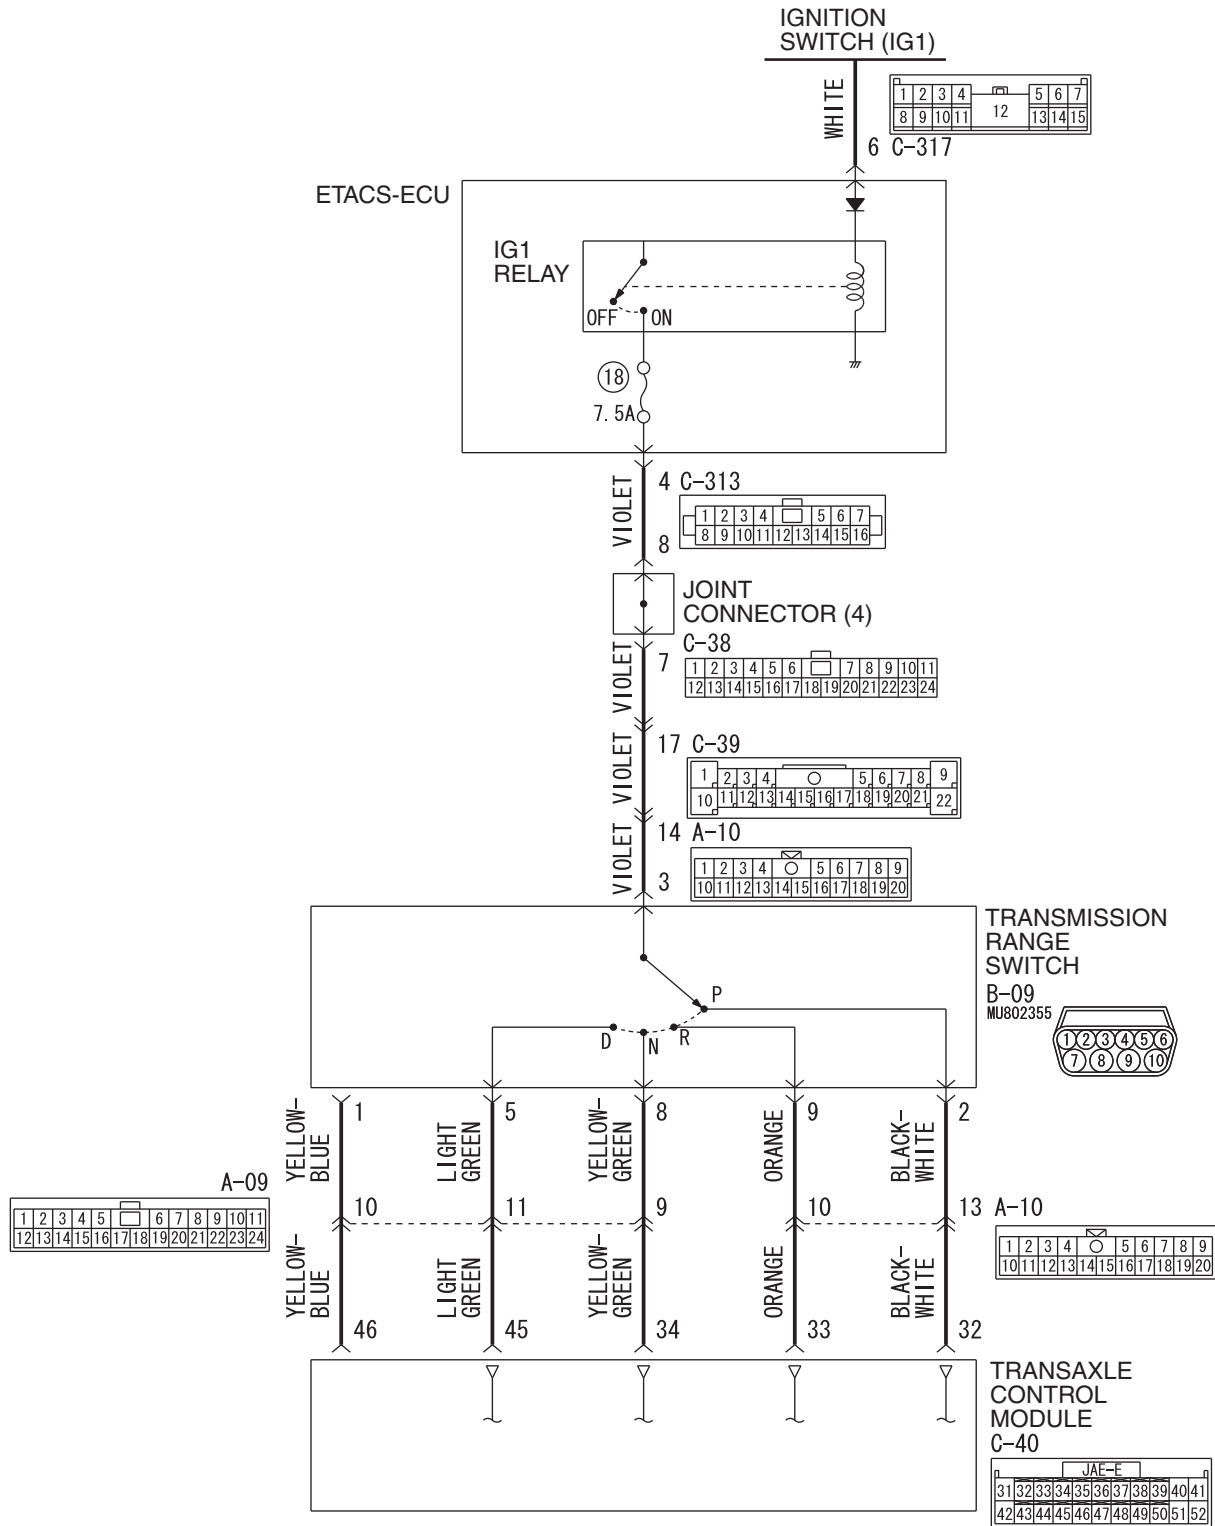 IGNITION
SWITCH (IG1)
WHITE
1 2 3 4 5 6 7
8 9 10 11 12 13 14 15
6 C-317
ETACS-ECU
IG1
RELAY
OFF ON
18
7.5A
4 C-313
VIOLET
1 2 3 4 5 6 7
8 9 10 11 12 13 14 15 16
8
JOINT
CONNECTOR (4)
C-38
7
VIOLET
1 2 3 4 5 6 7 8 9 10 11
12 13 14 15 16 17 18 19 20 21 22 23 24
17 C-39
VIOLET
1 2 3 4 5 6 7 8 9
10 11 12 13 14 15 16 17 18 19 20 21 22
14 A-10
VIOLET
1 2 3 4 5 6 7 8 9
10 11 12 13 14 15 16 17 18 19 20
3
TRANSMISSION
RANGE
SWITCH
B-09
MU802355
1 2 3 4 5 6
7 8 9 10
P
D N R
1 5 8 9 2
YELLOW-
BLUE
LIGHT
GREEN
YELLOW-
GREEN
ORANGE
BLACK-
WHITE
A-09
1 2 3 4 5 6 7 8 9 10 11
12 13 14 15 16 17 18 19 20 21 22 23 24
10 11 9 10 13 A-10
1 2 3 4 5 6 7 8 9
10 11 12 13 14 15 16 17 18 19 20
YELLOW-
BLUE
LIGHT
GREEN
YELLOW-
GREEN
ORANGE
BLACK-
WHITE
46 45 34 33 32
TRANSAXLE
CONTROL
MODULE
C-40
JAE-E
31 32 33 34 35 36 37 38 39 40 41
42 43 44 45 46 47 48 49 50 51 52